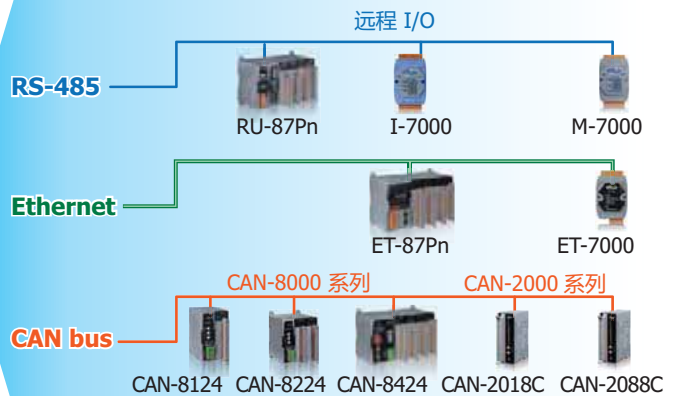 远程 I/O
RS-485
RU-87Pn I-7000 M-7000
Ethernet
ET-87Pn ET-7000
CAN-8000 系列 CAN-2000 系列
CAN bus
CAN-8124 CAN-8224 CAN-8424 CAN-2018C CAN-2088C